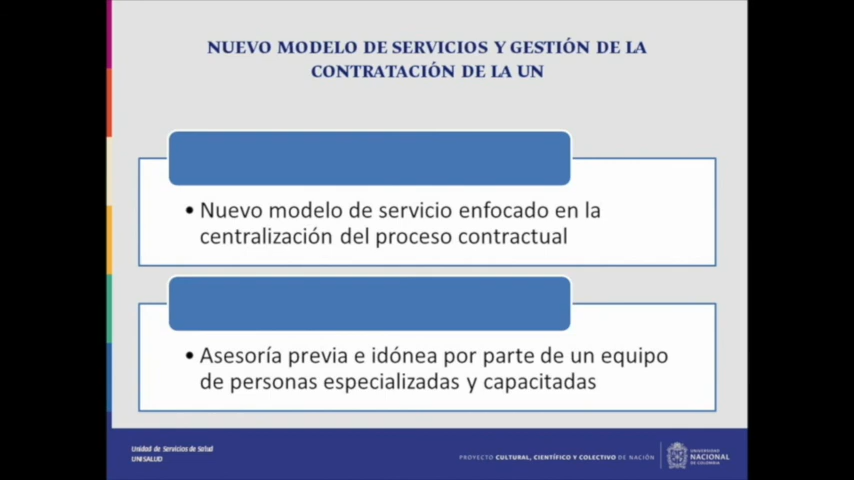 NUEVO MODELO DE SERVICIOS Y GESTIÓN DE LA
CONTRATACIÓN DE LA UN
• Nuevo modelo de servicio enfocado en la
centralización del proceso contractual
• Asesoría previa e idónea por parte de un equipo
de personas especializadas y capacitadas
Unidad de Servicios de Salud
UNISALUD
PROYECTO CULTURAL, CIENTÍFICO Y COLECTIVO DE NACIÓN
UNIVERSIDAD
NACIONAL
DE COLOMBIA